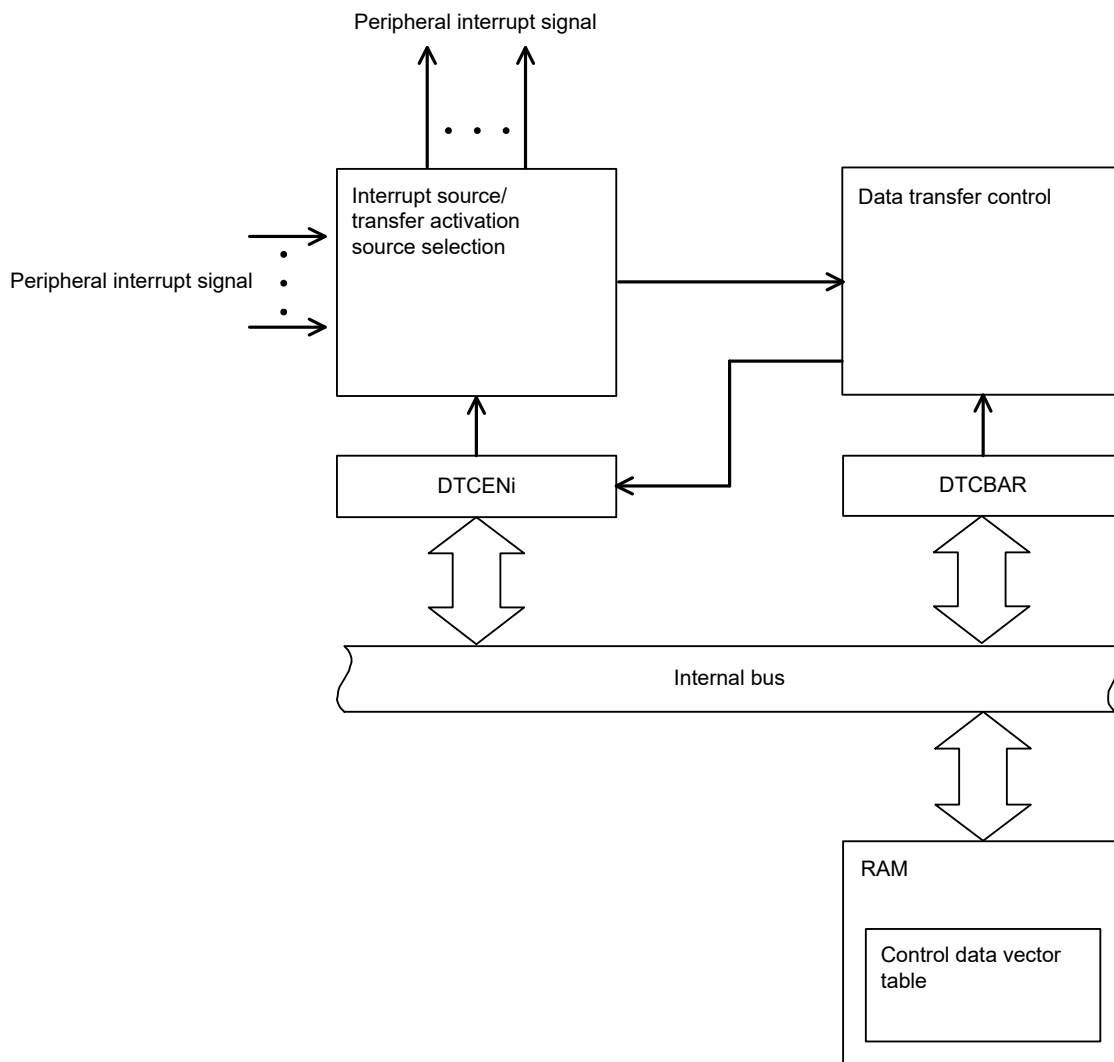 Peripheral interrupt signal
Interrupt source/
transfer activation
source selection
Data transfer control
Peripheral interrupt signal
DTCENi
DTCBAR
Internal bus
RAM
Control data vector
table